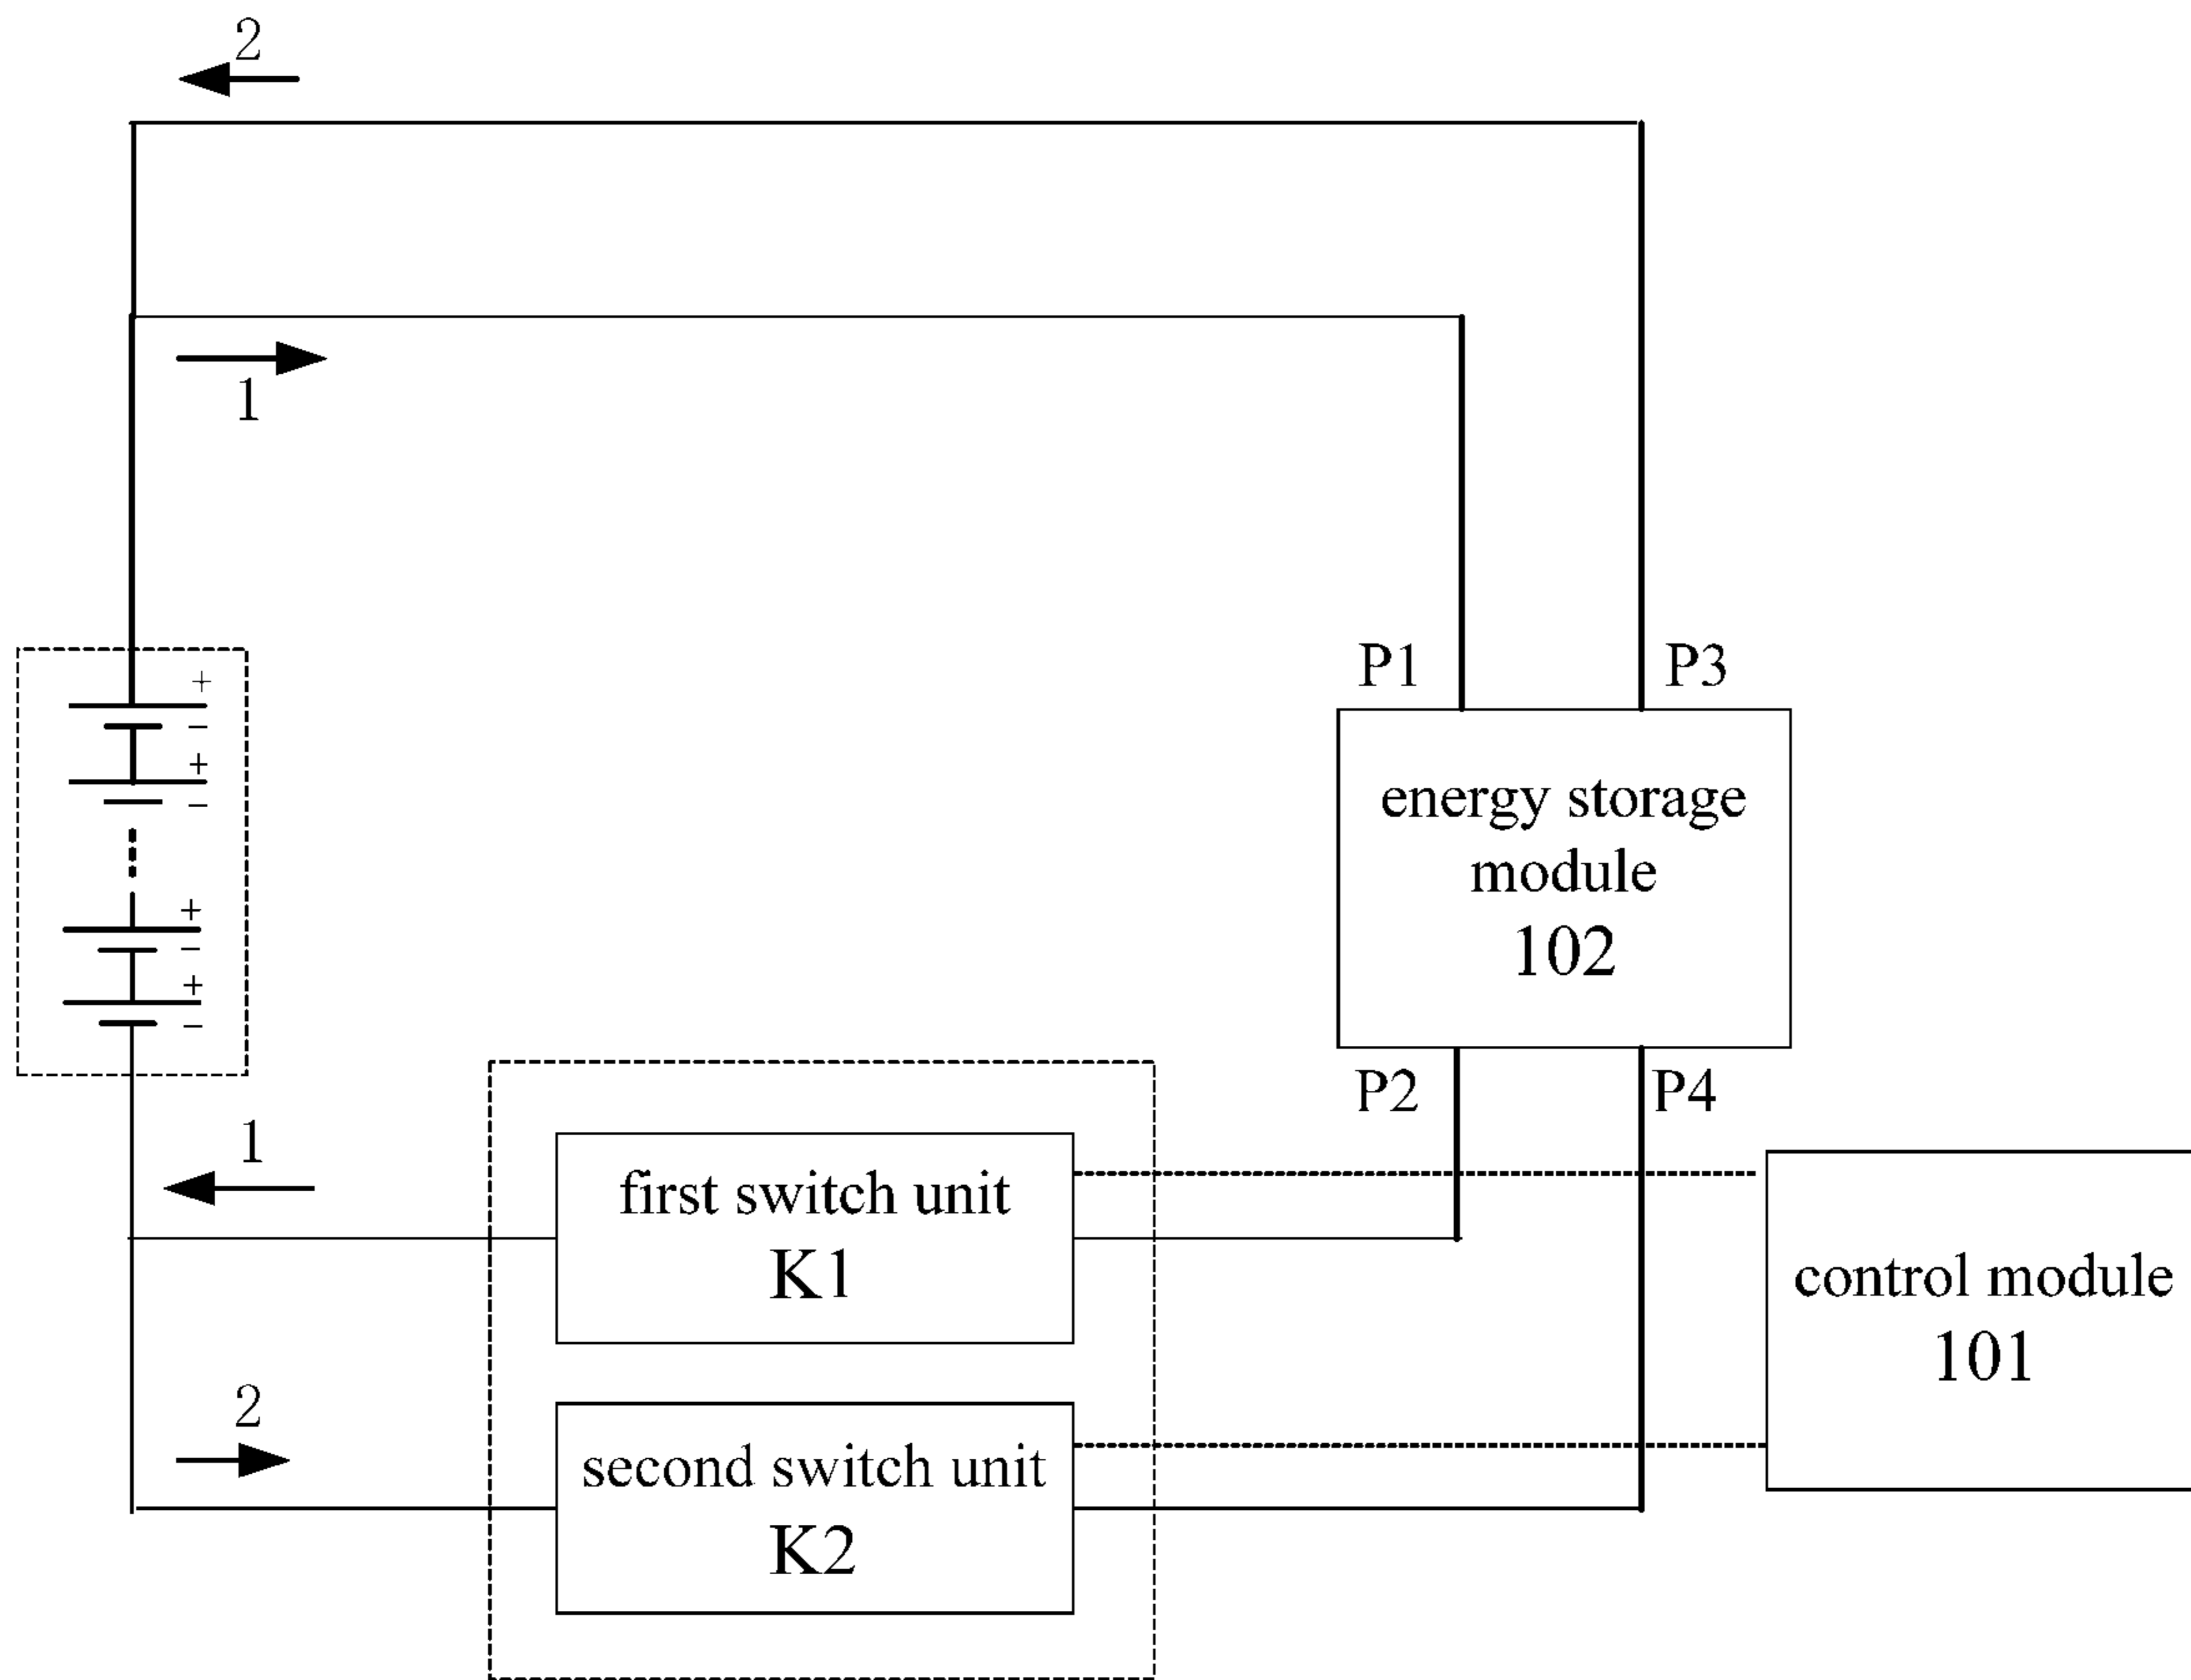 2
1
+
−
+
−
+
−
+
−
P1
P3
energy storage
module
102
P2
P4
1
first switch unit
K1
control module
101
2
second switch unit
K2